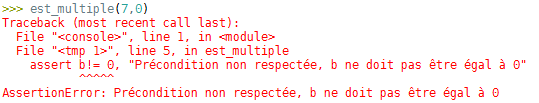 >>> est_multiple(7,0)
Traceback (most recent call last):
  File "<console>", line 1, in <module>
  File "<tmp 1>", line 5, in est_multiple
    assert b!= 0, "Précondition non respectée, b ne doit pas être égal à 0"
           ^^^^^
AssertionError: Précondition non respectée, b ne doit pas être égal à 0